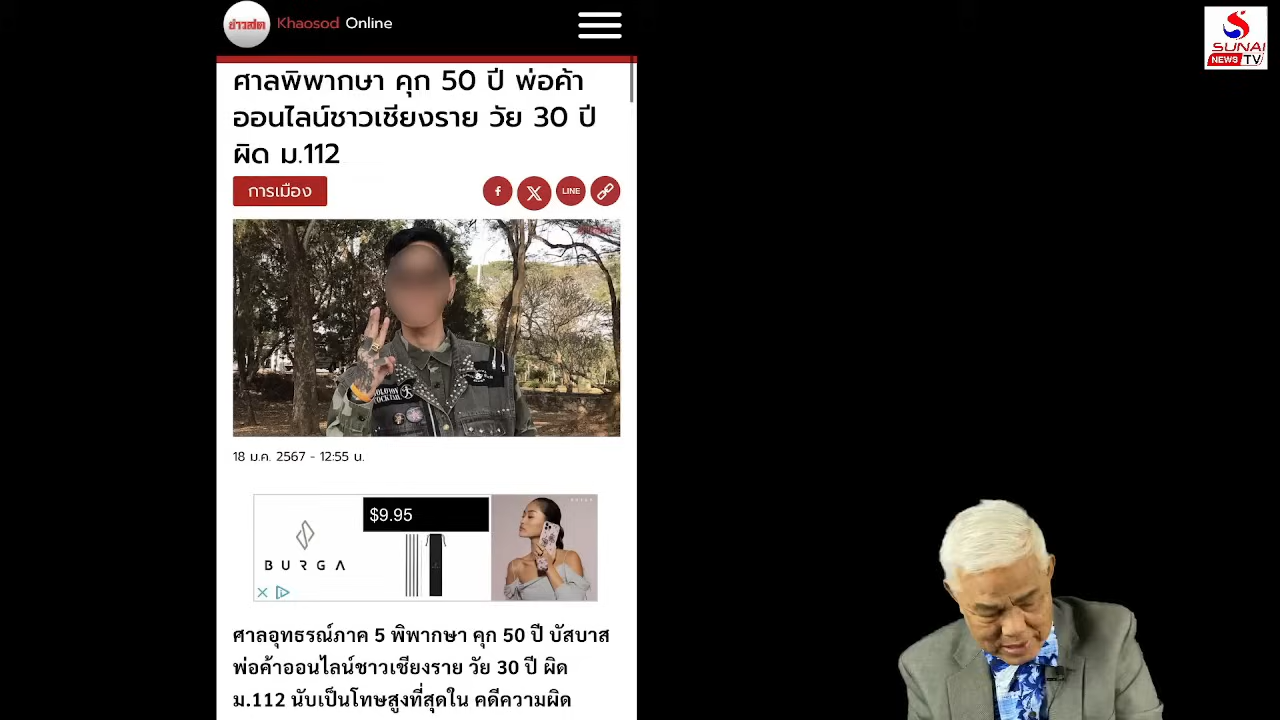 ข่าวสด Khaosod Online
SUNAI
NEWS TV
ศาลพิพากษา คุก 50 ปี พ่อค้า
ออนไลน์ชาวเชียงราย วัย 30 ปี
ผิด ม.112
การเมือง
f X LINE
18 ม.ค. 2567 - 12:55 น.
$9.95
BURGA
ศาลอุทธรณ์ภาค 5 พิพากษา คุก 50 ปี บัสบาส
พ่อค้าออนไลน์ชาวเชียงราย วัย 30 ปี ผิด
ม.112 นับเป็นโทษสูงที่สุดใน คดีความผิด